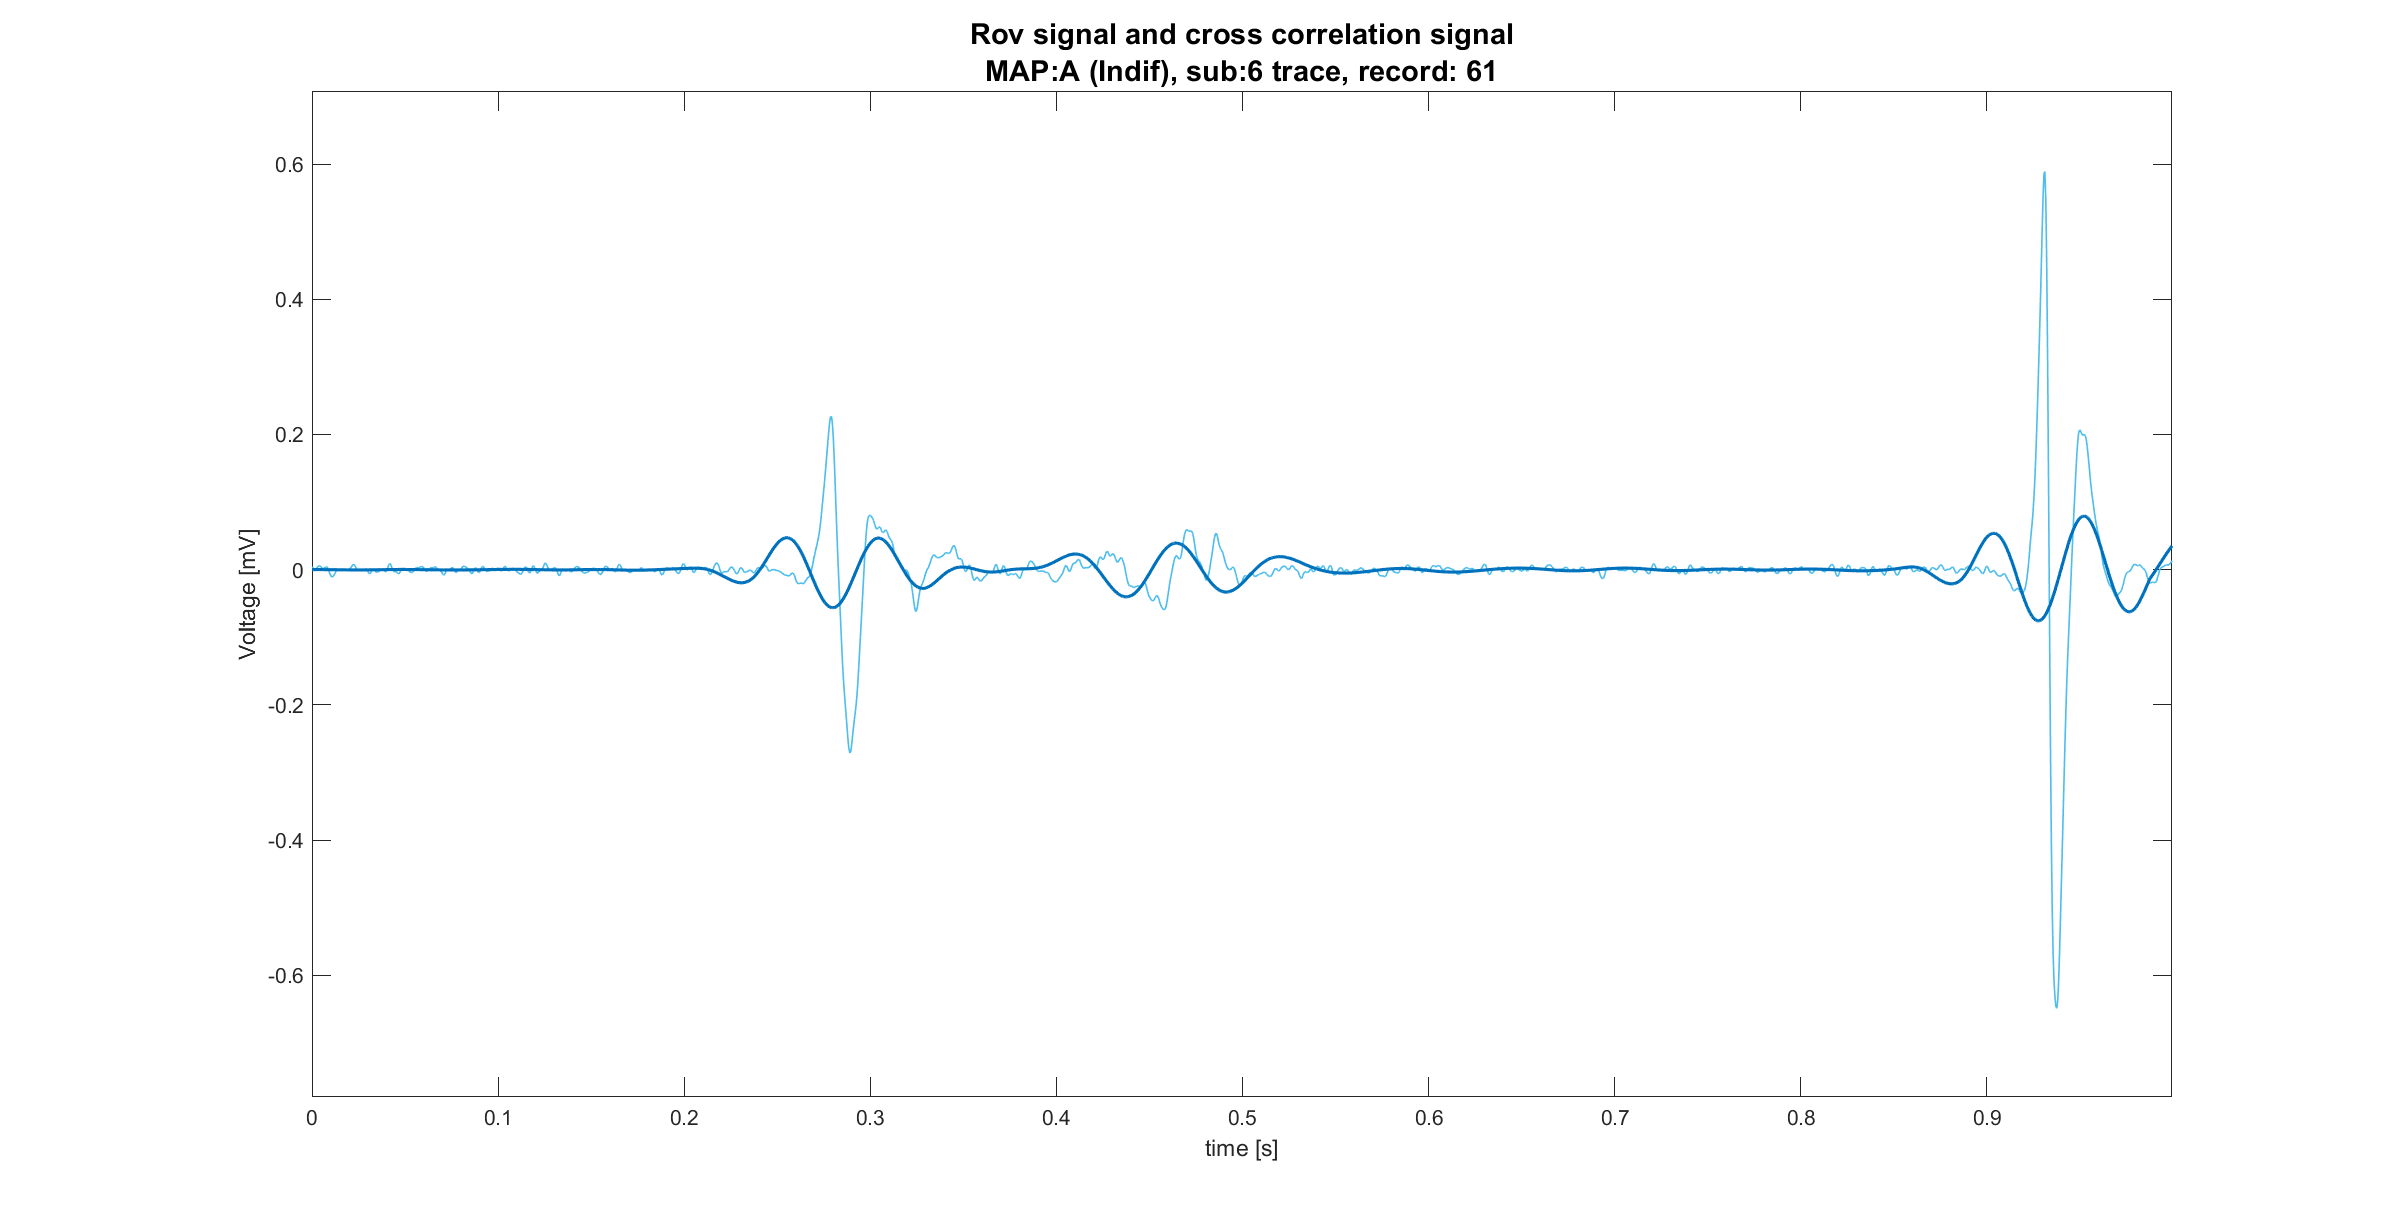 Rov signal and cross correlation signal
MAP:A (Indif), sub:6 trace, record: 61
0.6
0.4
0.2
0
-0.2
-0.4
-0.6
Voltage [mV]
0 0.1 0.2 0.3 0.4 0.5 0.6 0.7 0.8 0.9
time [s]